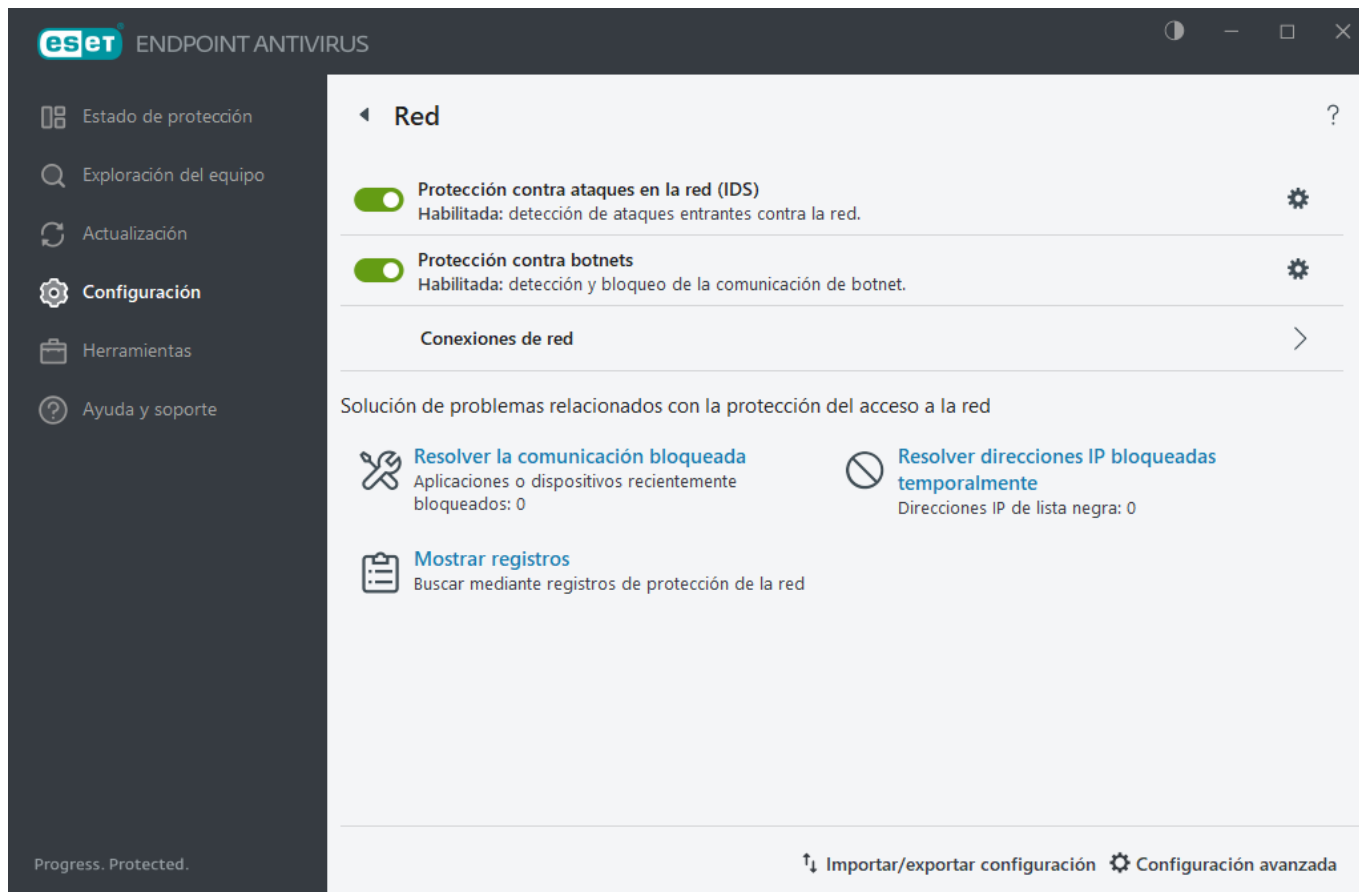 eset ENDPOINT ANTIVIRUS
Estado de protección
Exploración del equipo
Actualización
Configuración
Herramientas
Ayuda y soporte
Progress. Protected.
Red
?
Protección contra ataques en la red (IDS)
Habilitada: detección de ataques entrantes contra la red.
Protección contra botnets
Habilitada: detección y bloqueo de la comunicación de botnet.
Conexiones de red
Solución de problemas relacionados con la protección del acceso a la red
Resolver la comunicación bloqueada
Aplicaciones o dispositivos recientemente
bloqueados: 0
Resolver direcciones IP bloqueadas
temporalmente
Direcciones IP de lista negra: 0
Mostrar registros
Buscar mediante registros de protección de la red
Importar/exportar configuración Configuración avanzada